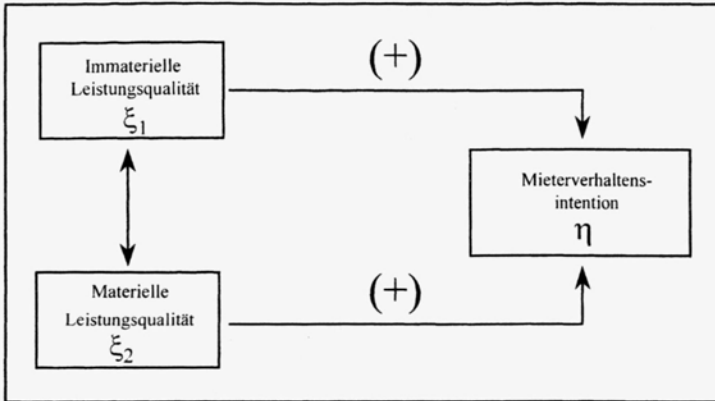 Immaterielle
Leistungsqualität
ξ1
(+)
Mieterverhaltens-
intention
η
Materielle
Leistungsqualität
ξ2
(+)